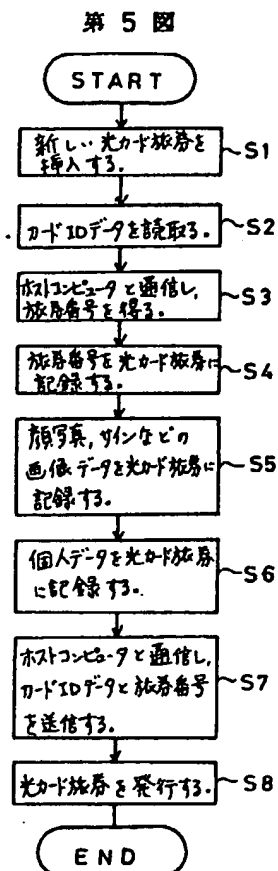 第 5 図
START
新しい光カード旅券を
挿入する。
S1
カードIDデータを読取る。
S2
ホストコンピュータと通信し,
旅券番号を得る。
S3
旅券番号を光カード旅券に
記録する。
S4
顔写真,サインなどの
画像データを光カード旅券に
記録する。
S5
個人データを光カード旅券
に記録する。
S6
ホストコンピュータと通信し,
カードIDデータと旅券番号
を送信する。
S7
光カード旅券を発行する。
S8
END